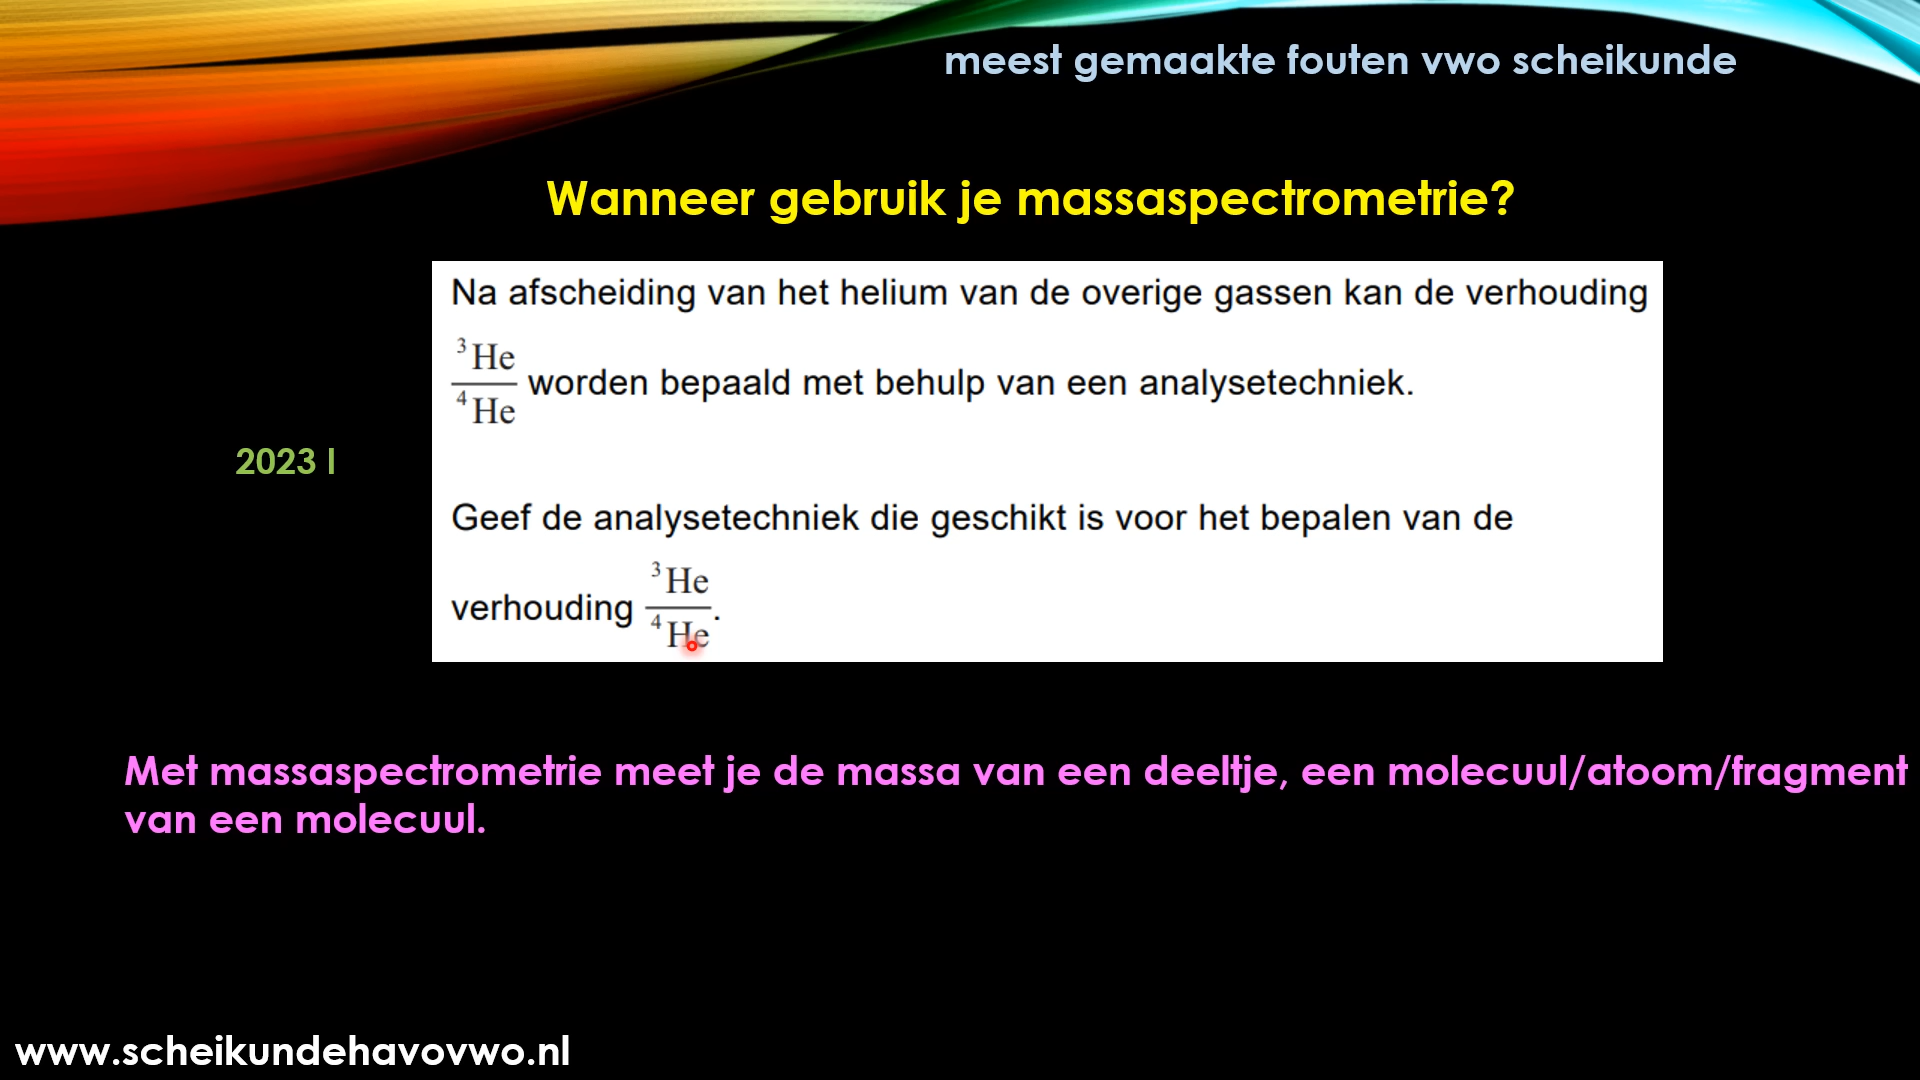 meest gemaakte fouten vwo scheikunde
Wanneer gebruik je massaspectrometrie?
Na afscheiding van het helium van de overige gassen kan de verhouding
³He
⁴He
worden bepaald met behulp van een analysetechniek.
2023 I
Geef de analysetechniek die geschikt is voor het bepalen van de
verhouding
³He
⁴He
.
Met massaspectrometrie meet je de massa van een deeltje, een molecuul/atoom/fragment
van een molecuul.
www.scheikundehavovwo.nl